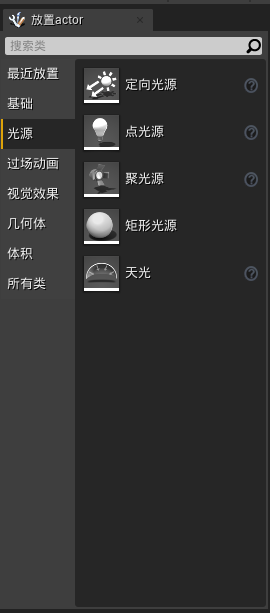 放置actor
搜索类
最近放置
基础
光源
过场动画
视觉效果
几何体
体积
所有类
定向光源
点光源
聚光源
矩形光源
天光